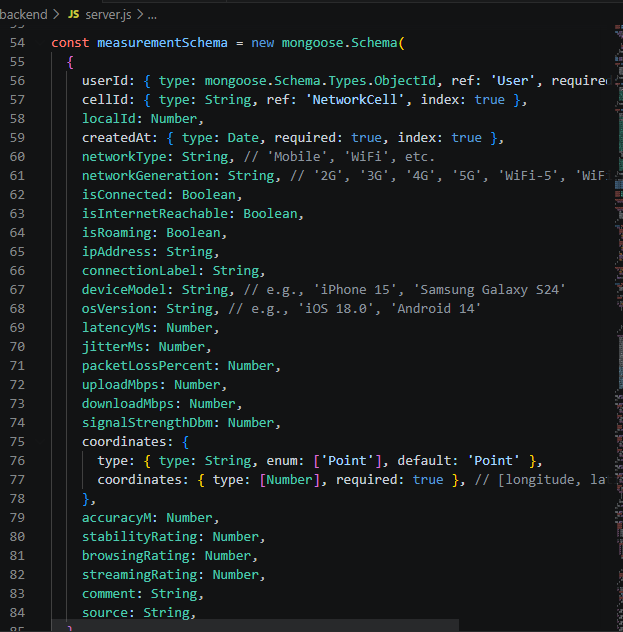 backend > JS server.js > ...
54 const measurementSchema = new mongoose.Schema(
55 {
56 userId: { type: mongoose.Schema.Types.ObjectId, ref: 'User', required
57 cellId: { type: String, ref: 'NetworkCell', index: true },
58 localId: Number,
59 createdAt: { type: Date, required: true, index: true },
60 networkType: String, // 'Mobile', 'WiFi', etc.
61 networkGeneration: String, // '2G', '3G', '4G', '5G', 'WiFi-5', 'WiF
62 isConnected: Boolean,
63 isInternetReachable: Boolean,
64 isRoaming: Boolean,
65 ipAddress: String,
66 connectionLabel: String,
67 deviceModel: String, // e.g., 'iPhone 15', 'Samsung Galaxy S24'
68 osVersion: String, // e.g., 'iOS 18.0', 'Android 14'
69 latencyMs: Number,
70 jitterMs: Number,
71 packetLossPercent: Number,
72 uploadMbps: Number,
73 downloadMbps: Number,
74 signalStrengthDbm: Number,
75 coordinates: {
76 type: { type: String, enum: ['Point'], default: 'Point' },
77 coordinates: { type: [Number], required: true }, // [longitude, la
78 },
79 accuracyM: Number,
80 stabilityRating: Number,
81 browsingRating: Number,
82 streamingRating: Number,
83 comment: String,
84 source: String,